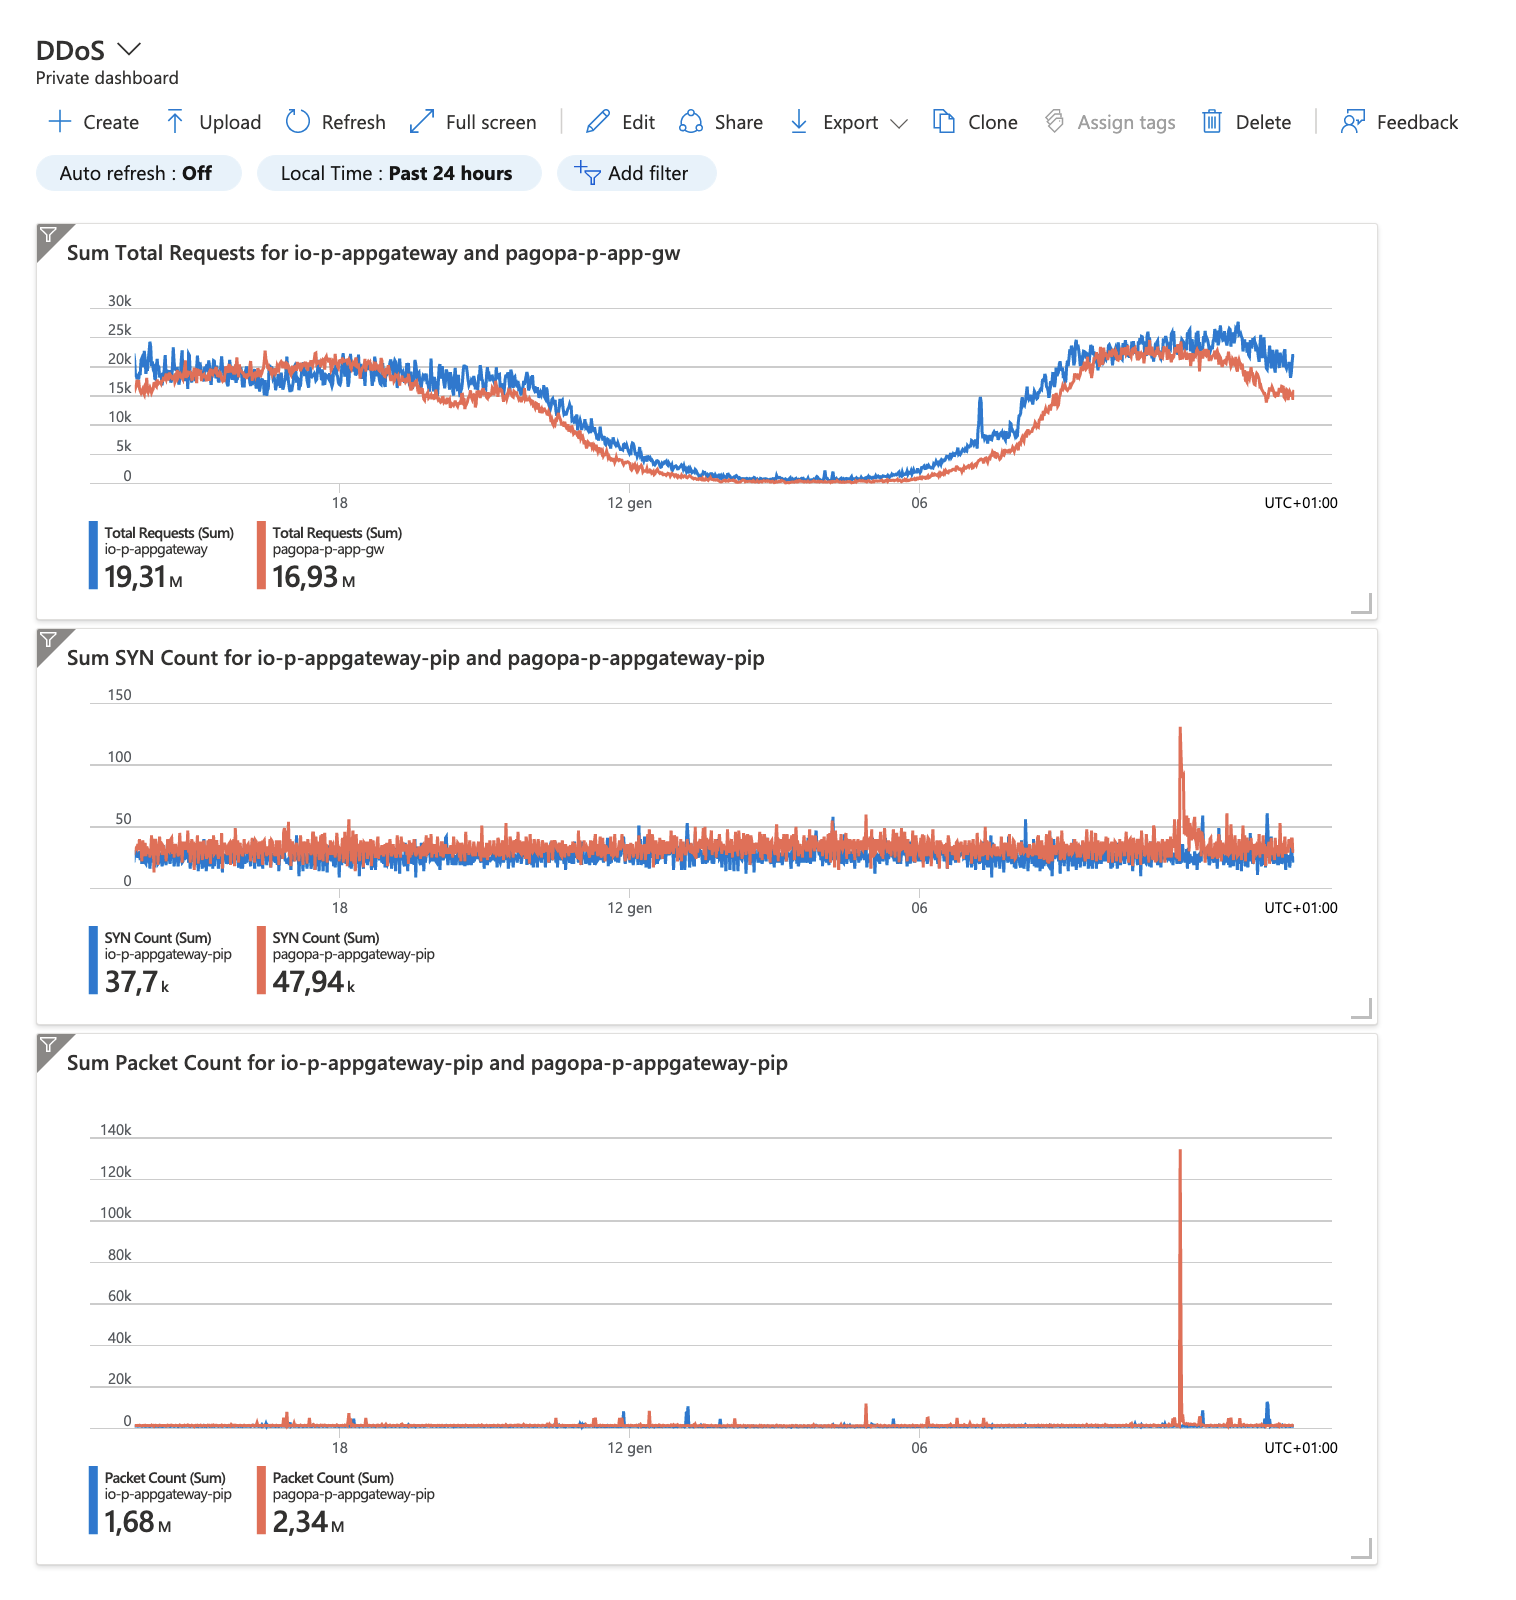 DDoS
Private dashboard
Create Upload Refresh Full screen Edit Share Export Clone Assign tags Delete Feedback
Auto refresh : Off Local Time : Past 24 hours Add filter
Sum Total Requests for io-p-appgateway and pagopa-p-app-gw
30k
25k
20k
15k
10k
5k
0
18 12 gen 06 UTC+01:00
Total Requests (Sum) Total Requests (Sum)
io-p-appgateway pagopa-p-app-gw
19,31 M 16,93 M
Sum SYN Count for io-p-appgateway-pip and pagopa-p-appgateway-pip
150
100
50
0
18 12 gen 06 UTC+01:00
SYN Count (Sum) SYN Count (Sum)
io-p-appgateway-pip pagopa-p-appgateway-pip
37,7 k 47,94 k
Sum Packet Count for io-p-appgateway-pip and pagopa-p-appgateway-pip
140k
120k
100k
80k
60k
40k
20k
0
18 12 gen 06 UTC+01:00
Packet Count (Sum) Packet Count (Sum)
io-p-appgateway-pip pagopa-p-appgateway-pip
1,68 M 2,34 M